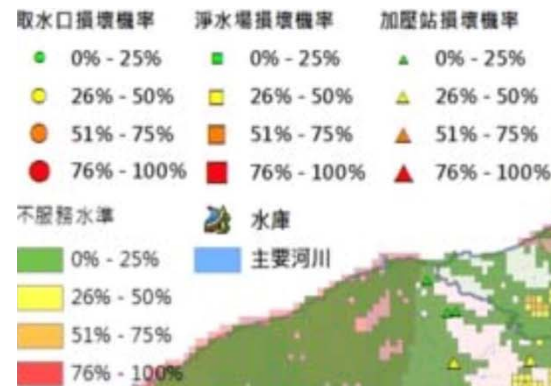 取水口損壞機率 淨水場損壞機率 加壓站損壞機率
0% - 25% 0% - 25% 0% - 25%
26% - 50% 26% - 50% 26% - 50%
51% - 75% 51% - 75% 51% - 75%
76% - 100% 76% - 100% 76% - 100%
不服務水準 水庫
0% - 25% 主要河川
26% - 50%
51% - 75%
76% - 100%